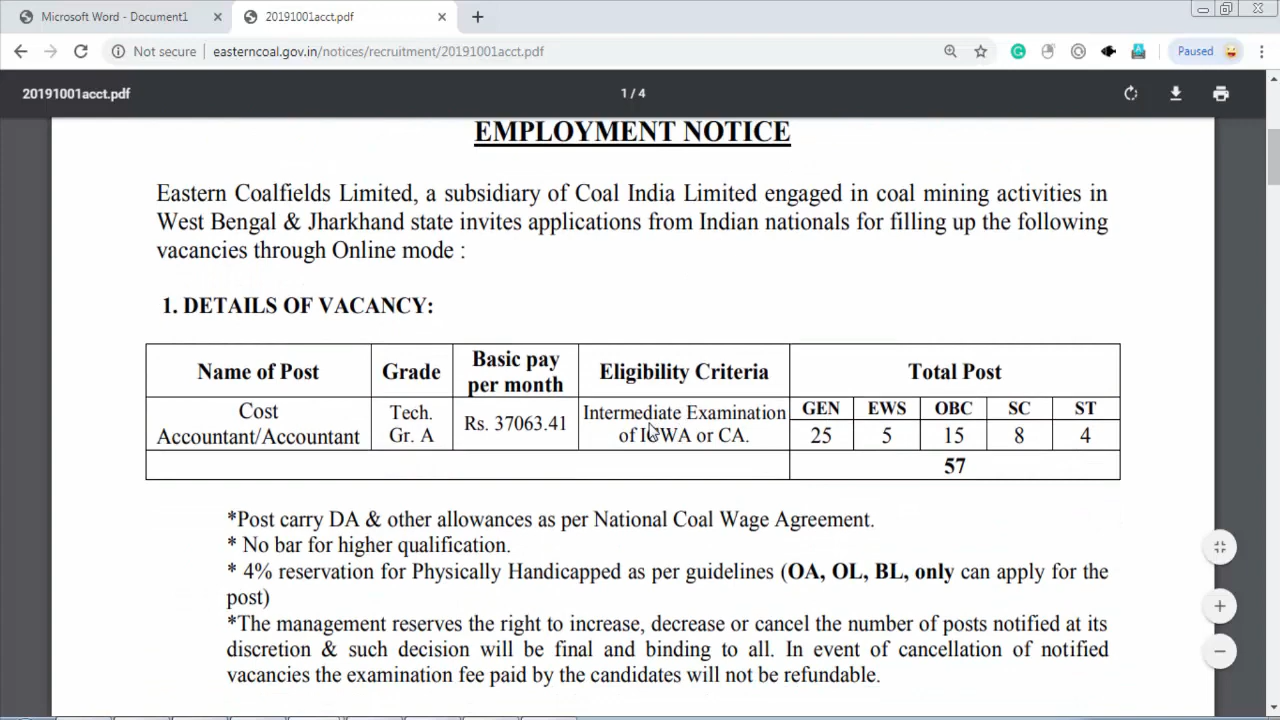 Microsoft Word - Document1
20191001acct.pdf
Not secure
easterncoal.gov.in/notices/recruitment/20191001acct.pdf
Paused
20191001acct.pdf
1 / 4
EMPLOYMENT NOTICE
Eastern Coalfields Limited, a subsidiary of Coal India Limited engaged in coal mining activities in
West Bengal & Jharkhand state invites applications from Indian nationals for filling up the following
vacancies through Online mode :
1. DETAILS OF VACANCY:
Name of Post Grade Basic pay per month Eligibility Criteria Total Post
GEN EWS OBC SC ST
Cost Accountant/Accountant Tech. Gr. A Rs. 37063.41 Intermediate Examination of ICWA or CA. 25 5 15 8 4
57
*Post carry DA & other allowances as per National Coal Wage Agreement.
* No bar for higher qualification.
* 4% reservation for Physically Handicapped as per guidelines (OA, OL, BL, only can apply for the
post)
*The management reserves the right to increase, decrease or cancel the number of posts notified at its
discretion & such decision will be final and binding to all. In event of cancellation of notified
vacancies the examination fee paid by the candidates will not be refundable.